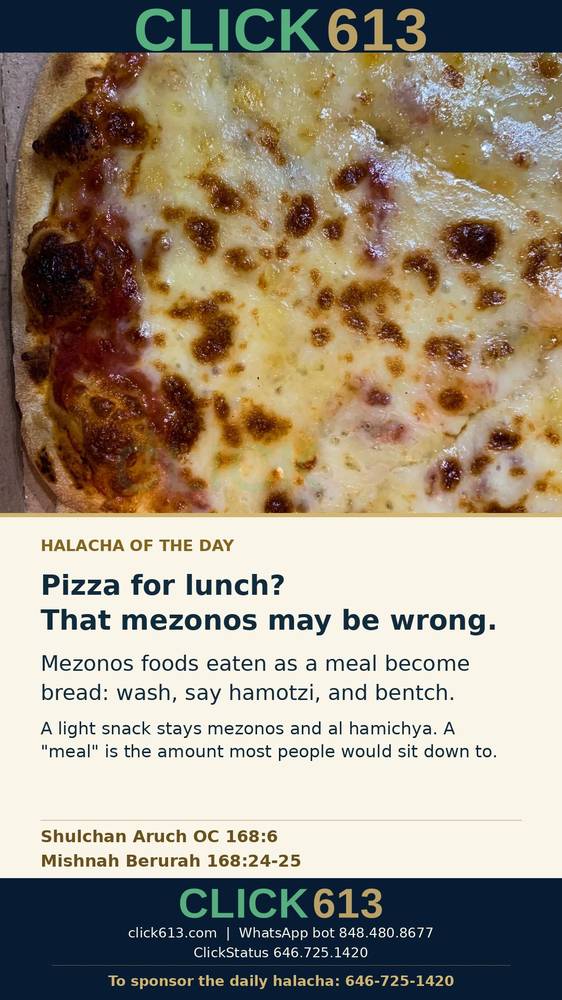 CLICK613
HALACHA OF THE DAY
Pizza for lunch?
That mezonos may be wrong.
Mezonos foods eaten as a meal become
bread: wash, say hamotzi, and bentch.
A light snack stays mezonos and al hamichya. A
"meal" is the amount most people would sit down to.
Shulchan Aruch OC 168:6
Mishnah Berurah 168:24-25
CLICK613
click613.com | WhatsApp bot 848.480.8677
ClickStatus 646.725.1420
To sponsor the daily halacha: 646-725-1420